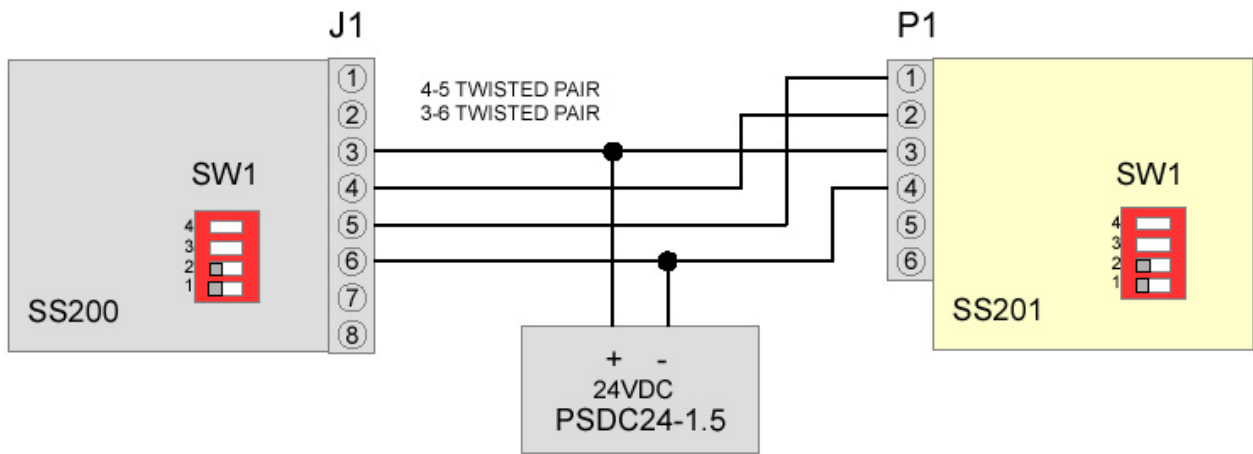 J1
P1
1
2
3
4
5
6
7
8
4-5 TWISTED PAIR
3-6 TWISTED PAIR
1
2
3
4
5
6
SW1
4
3
2
1
SS200
SW1
4
3
2
1
SS201
+ -
24VDC
PSDC24-1.5